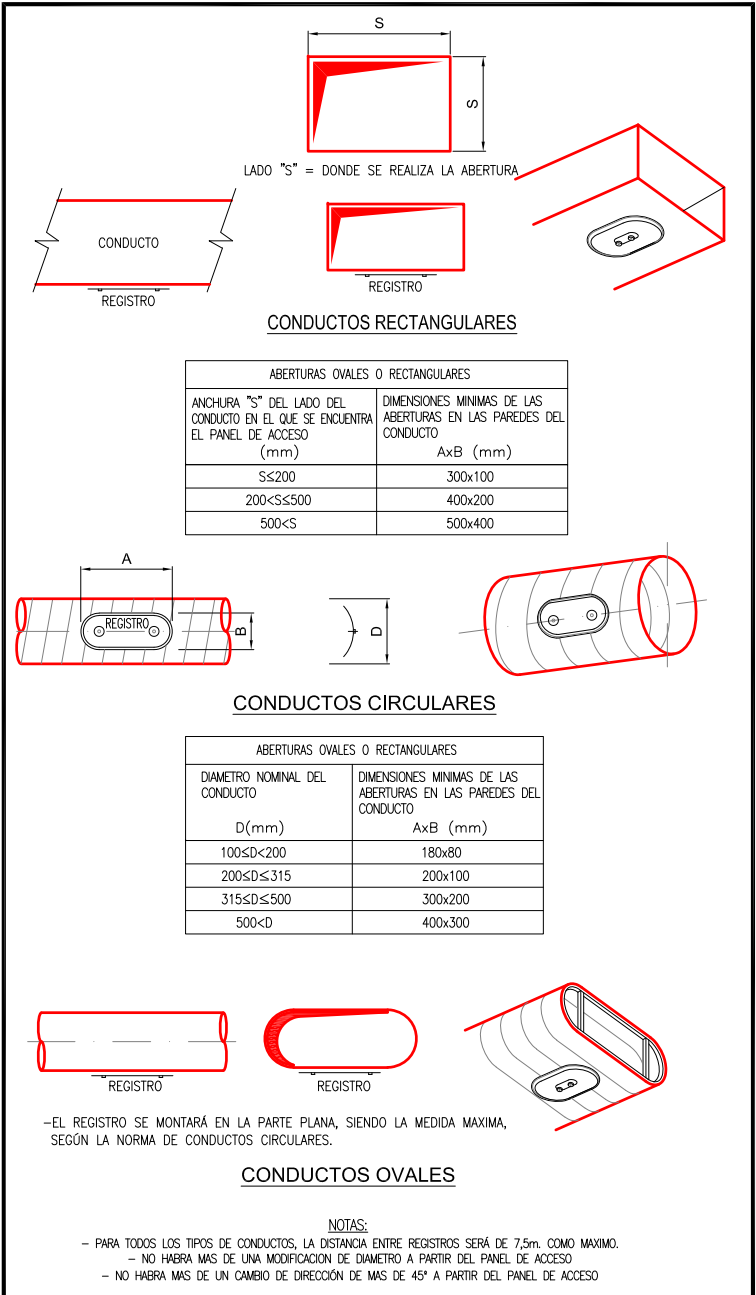 S
S
LADO "S" = DONDE SE REALIZA LA ABERTURA
CONDUCTO
REGISTRO
REGISTRO
CONDUCTOS RECTANGULARES
ABERTURAS OVALES O RECTANGULARES
ANCHURA "S" DEL LADO DEL
CONDUCTO EN EL QUE SE ENCUENTRA
EL PANEL DE ACCESO
(mm)
DIMENSIONES MINIMAS DE LAS
ABERTURAS EN LAS PAREDES DEL
CONDUCTO
AxB (mm)
S≤200 300x100
200<S≤500 400x200
500<S 500x400
A
REGISTRO
B
D
CONDUCTOS CIRCULARES
ABERTURAS OVALES O RECTANGULARES
DIAMETRO NOMINAL DEL
CONDUCTO
D(mm)
DIMENSIONES MINIMAS DE LAS
ABERTURAS EN LAS PAREDES DEL
CONDUCTO
AxB (mm)
100≤D<200 180x80
200≤D≤315 200x100
315≤D≤500 300x200
500<D 400x300
REGISTRO
REGISTRO
-EL REGISTRO SE MONTARÁ EN LA PARTE PLANA, SIENDO LA MEDIDA MAXIMA,
SEGÚN LA NORMA DE CONDUCTOS CIRCULARES.
CONDUCTOS OVALES
NOTAS:
- PARA TODOS LOS TIPOS DE CONDUCTOS, LA DISTANCIA ENTRE REGISTROS SERÁ DE 7,5m. COMO MAXIMO.
- NO HABRA MAS DE UNA MODIFICACION DE DIAMETRO A PARTIR DEL PANEL DE ACCESO
- NO HABRA MAS DE UN CAMBIO DE DIRECCIÓN DE MAS DE 45° A PARTIR DEL PANEL DE ACCESO